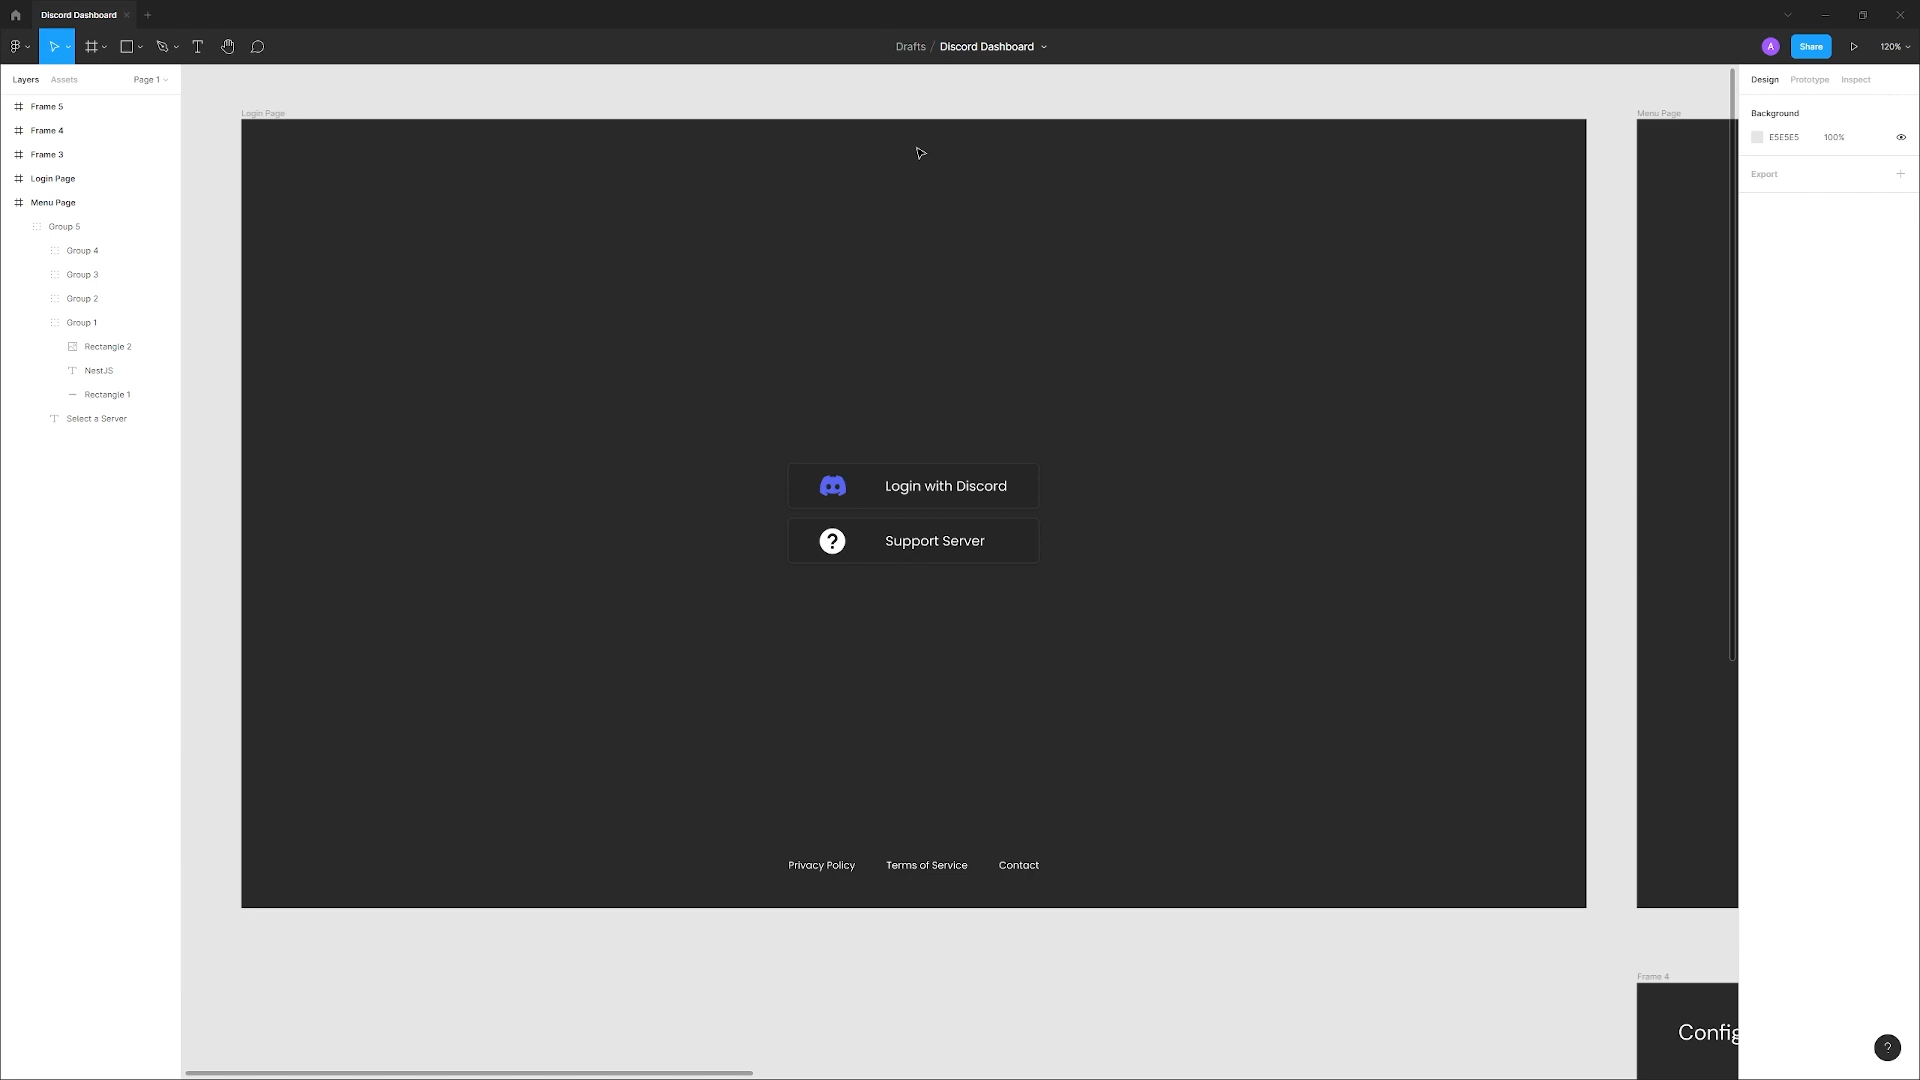 Discord Dashboard
Drafts / Discord Dashboard
A
Share
120%
Layers
Assets
Page 1
Frame 5
Frame 4
Frame 3
Login Page
Menu Page
Group 5
Group 4
Group 3
Group 2
Group 1
Rectangle 2
NestJS
Rectangle 1
Select a Server
Login Page
Login with Discord
? Support Server
Privacy Policy Terms of Service Contact
Menu Page
Frame 4
Config
Design
Prototype
Inspect
Background
E5E5E5 100%
Export
?